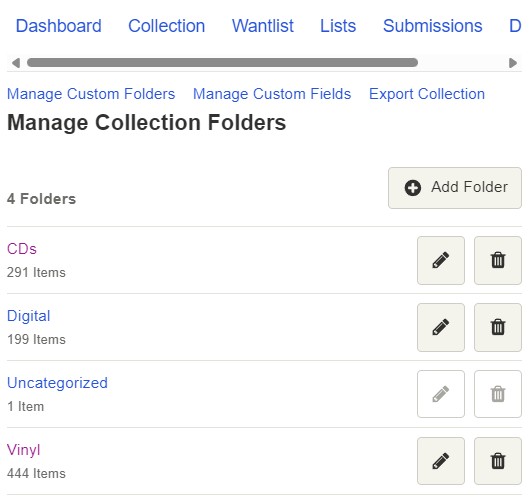 Dashboard Collection Wantlist Lists Submissions D
Manage Custom Folders Manage Custom Fields Export Collection
Manage Collection Folders
4 Folders
Add Folder
CDs
291 Items
Digital
199 Items
Uncategorized
1 Item
Vinyl
444 Items